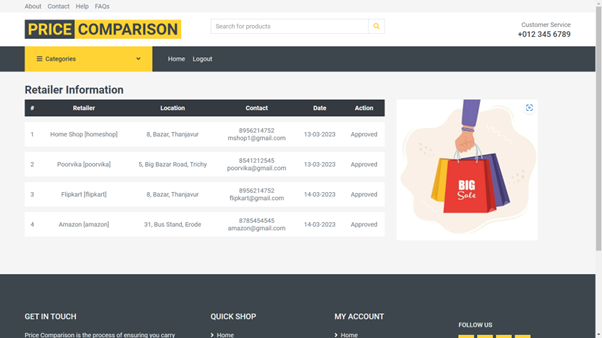 About Contact Help FAQs
PRICE COMPARISON
Search for products
Customer Service
+012 345 6789
Categories
Home Logout
Retailer Information
# Retailer Location Contact Date Action
1 Home Shop [homeshop] 8, Bazar, Thanjavur 8956214752 13-03-2023 Approved
mshop1@gmail.com
2 Poorvika [poorvika] 5, Big Bazar Road, Trichy 8541212545 13-03-2023 Approved
poorvika@gmail.com
3 Flipkart [flipkart] 8, Bazar, Thanjavur 8956214752 14-03-2023 Approved
flipkart@gmail.com
4 Amazon [amazon] 31, Bus Stand, Erode 8785454545 14-03-2023 Approved
amazon@gmail.com
BIG
Sale
GET IN TOUCH
QUICK SHOP
MY ACCOUNT
FOLLOW US
Price Comparison is the process of ensuring you carry
Home
Home